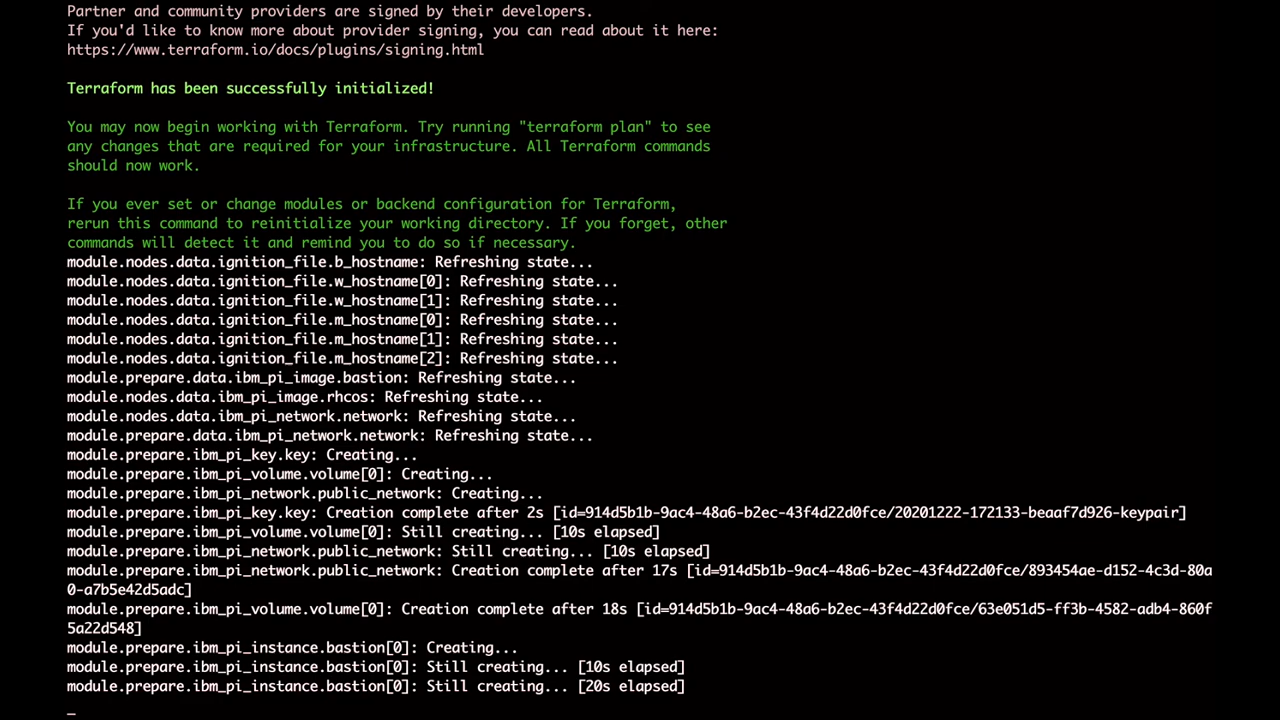 Partner and community providers are signed by their developers.
If you'd like to know more about provider signing, you can read about it here:
https://www.terraform.io/docs/plugins/signing.html
Terraform has been successfully initialized!
You may now begin working with Terraform. Try running "terraform plan" to see
any changes that are required for your infrastructure. All Terraform commands
should now work.
If you ever set or change modules or backend configuration for Terraform,
rerun this command to reinitialize your working directory. If you forget, other
commands will detect it and remind you to do so if necessary.
module.nodes.data.ignition_file.b_hostname: Refreshing state...
module.nodes.data.ignition_file.w_hostname[0]: Refreshing state...
module.nodes.data.ignition_file.w_hostname[1]: Refreshing state...
module.nodes.data.ignition_file.m_hostname[0]: Refreshing state...
module.nodes.data.ignition_file.m_hostname[1]: Refreshing state...
module.nodes.data.ignition_file.m_hostname[2]: Refreshing state...
module.prepare.data.ibm_pi_image.bastion: Refreshing state...
module.nodes.data.ibm_pi_image.rhcos: Refreshing state...
module.nodes.data.ibm_pi_network.network: Refreshing state...
module.prepare.data.ibm_pi_network.network: Refreshing state...
module.prepare.ibm_pi_key.key: Creating...
module.prepare.ibm_pi_volume.volume[0]: Creating...
module.prepare.ibm_pi_network.public_network: Creating...
module.prepare.ibm_pi_key.key: Creation complete after 2s [id=914d5b1b-9ac4-48a6-b2ec-43f4d22d0fce/20201222-172133-beaaf7d926-keypair]
module.prepare.ibm_pi_volume.volume[0]: Still creating... [10s elapsed]
module.prepare.ibm_pi_network.public_network: Still creating... [10s elapsed]
module.prepare.ibm_pi_network.public_network: Creation complete after 17s [id=914d5b1b-9ac4-48a6-b2ec-43f4d22d0fce/893454ae-d152-4c3d-80a
0-a7b5e42d5adc]
module.prepare.ibm_pi_volume.volume[0]: Creation complete after 18s [id=914d5b1b-9ac4-48a6-b2ec-43f4d22d0fce/63e051d5-ff3b-4582-adb4-860f
5a22d548]
module.prepare.ibm_pi_instance.bastion[0]: Creating...
module.prepare.ibm_pi_instance.bastion[0]: Still creating... [10s elapsed]
module.prepare.ibm_pi_instance.bastion[0]: Still creating... [20s elapsed]